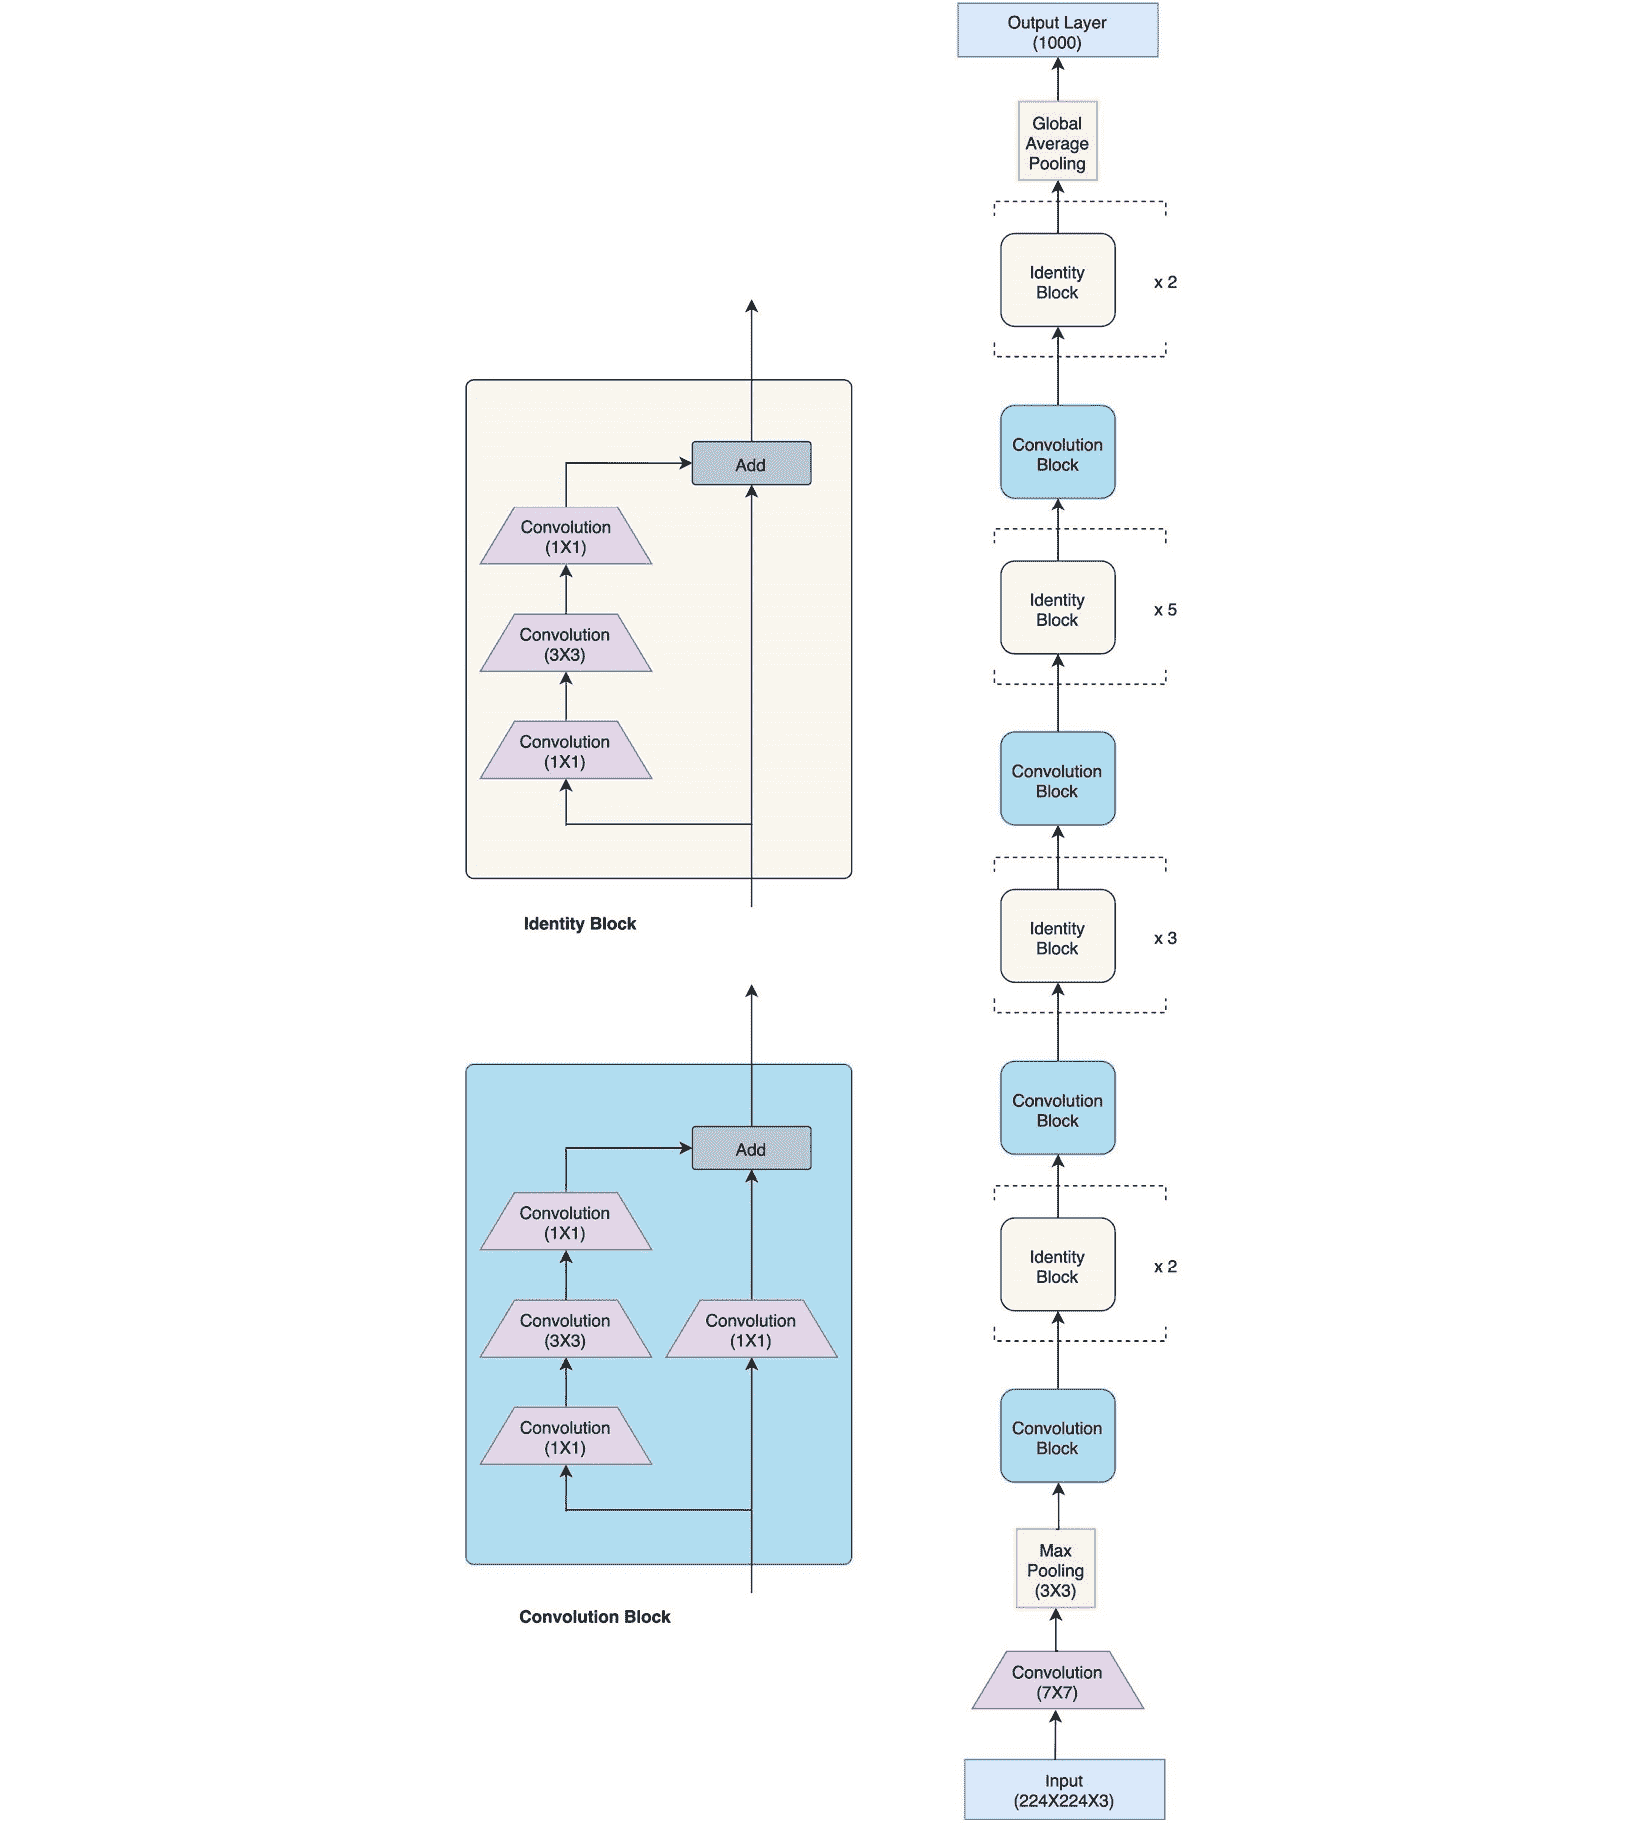 Output Layer
(1000)
Global
Average
Pooling
Identity
Block
x 2
Convolution
Block
Identity
Block
x 5
Convolution
Block
Identity
Block
x 3
Convolution
Block
Identity
Block
x 2
Convolution
Block
Max
Pooling
(3X3)
Convolution
(7X7)
Input
(224X224X3)
Add
Convolution
(1X1)
Convolution
(3X3)
Convolution
(1X1)
Identity Block
Add
Convolution
(1X1)
Convolution
(3X3)
Convolution
(1X1)
Convolution
(1X1)
Convolution Block